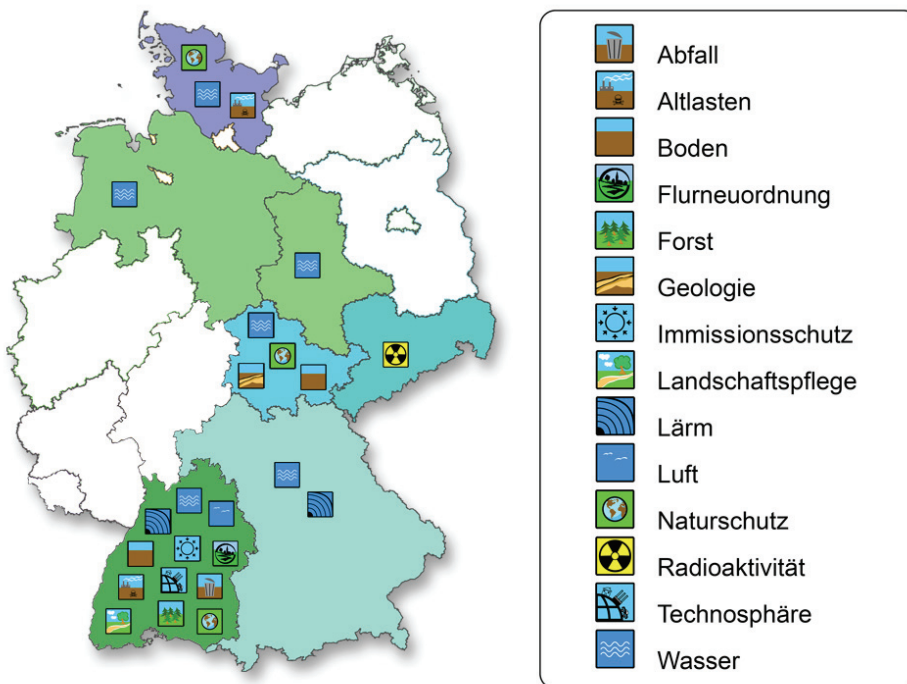 Abfall
Altlasten
Boden
Flurneuordnung
Forst
Geologie
Immissionsschutz
Landschaftspflege
Lärm
Luft
Naturschutz
Radioaktivität
Technosphäre
Wasser